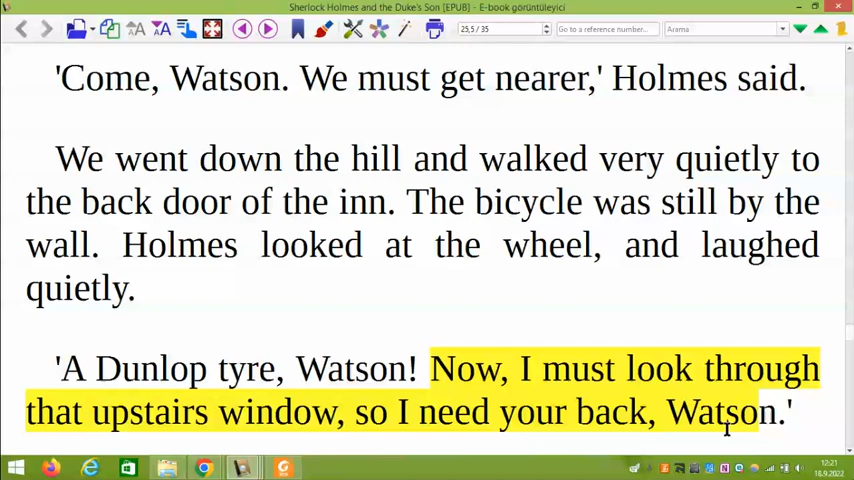 Sherlock Holmes and the Duke's Son [EPUB] - E-book görüntüleyici
25,5 / 35
Go to a reference number...
Arama
'Come, Watson. We must get nearer,' Holmes said.
We went down the hill and walked very quietly to
the back door of the inn. The bicycle was still by the
wall. Holmes looked at the wheel, and laughed
quietly.
'A Dunlop tyre, Watson! Now, I must look through
that upstairs window, so I need your back, Watson.'
12:21
18.9.2022